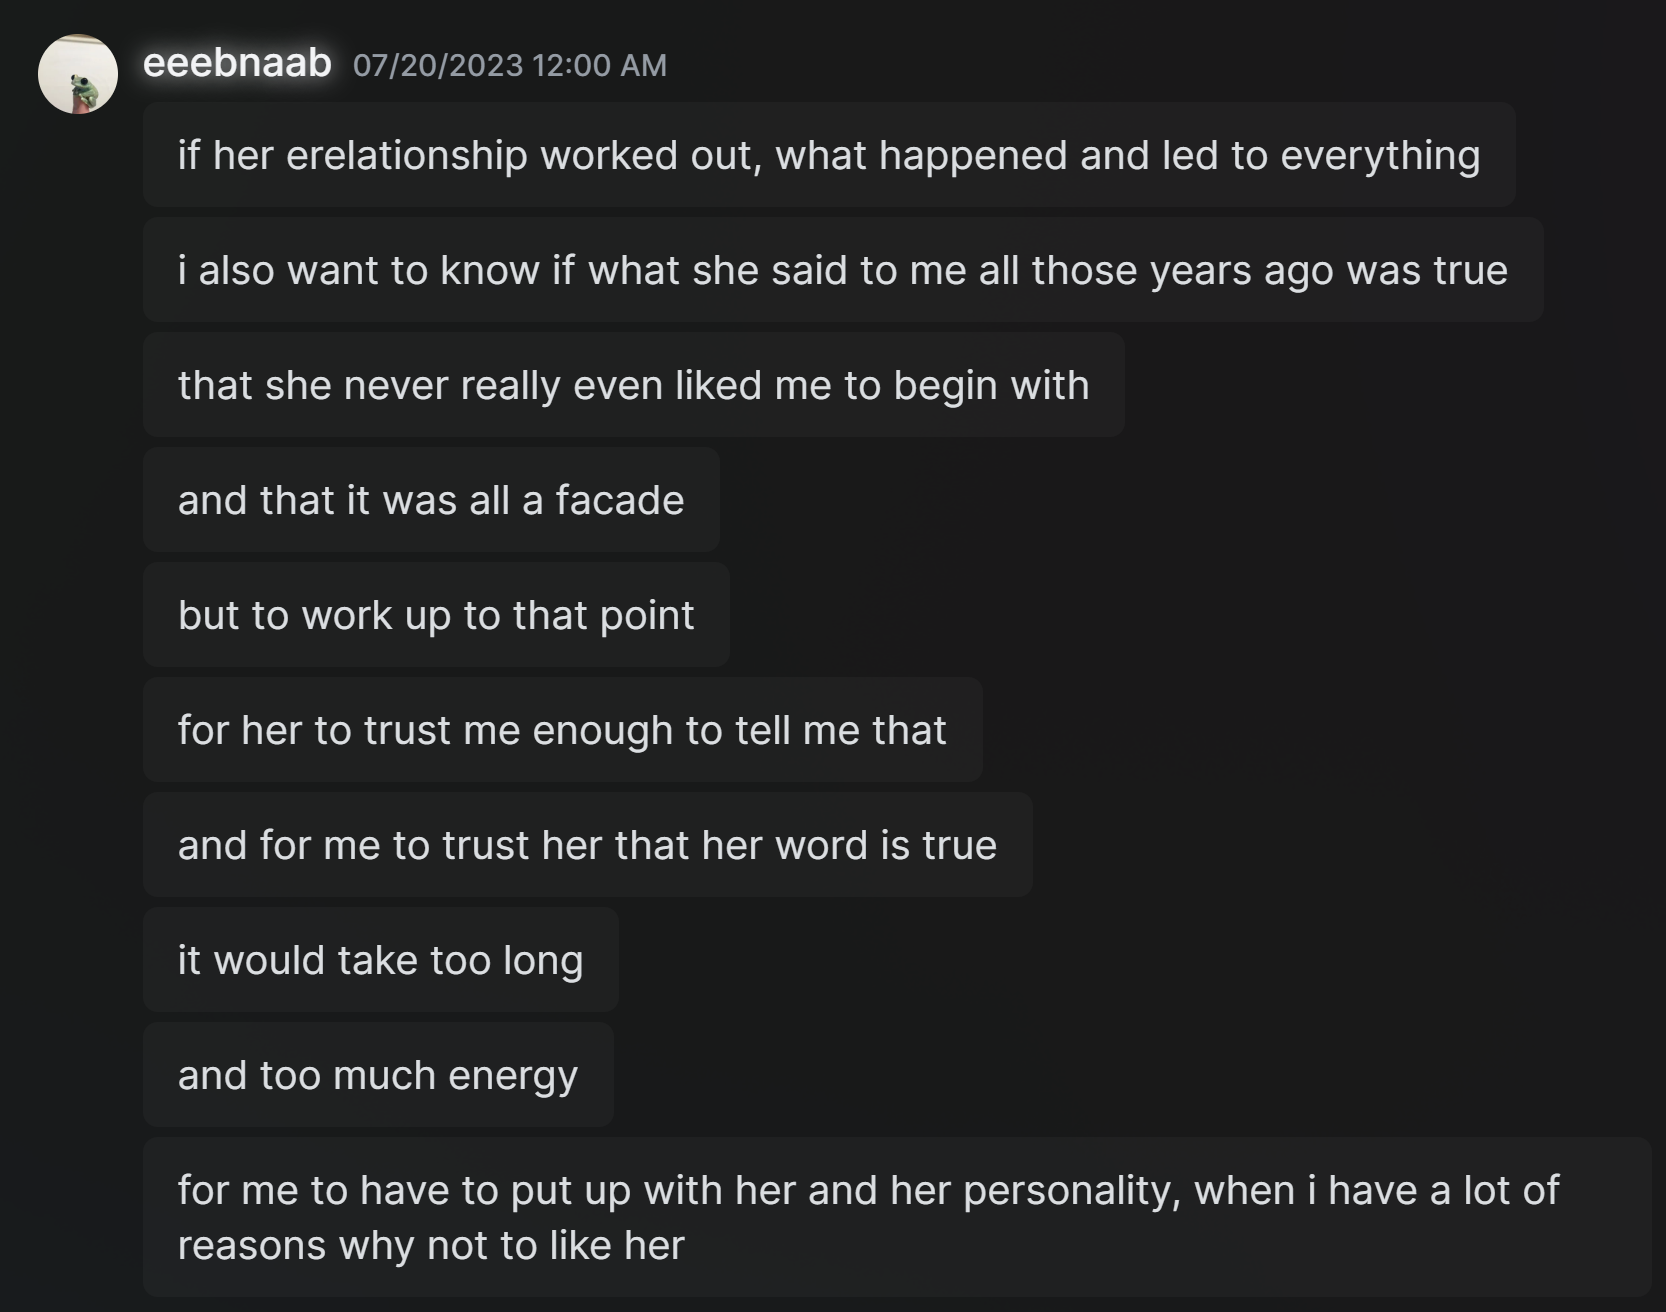 eeebnaab 07/20/2023 12:00 AM
if her erelationship worked out, what happened and led to everything
i also want to know if what she said to me all those years ago was true
that she never really even liked me to begin with
and that it was all a facade
but to work up to that point
for her to trust me enough to tell me that
and for me to trust her that her word is true
it would take too long
and too much energy
for me to have to put up with her and her personality, when i have a lot of
reasons why not to like her